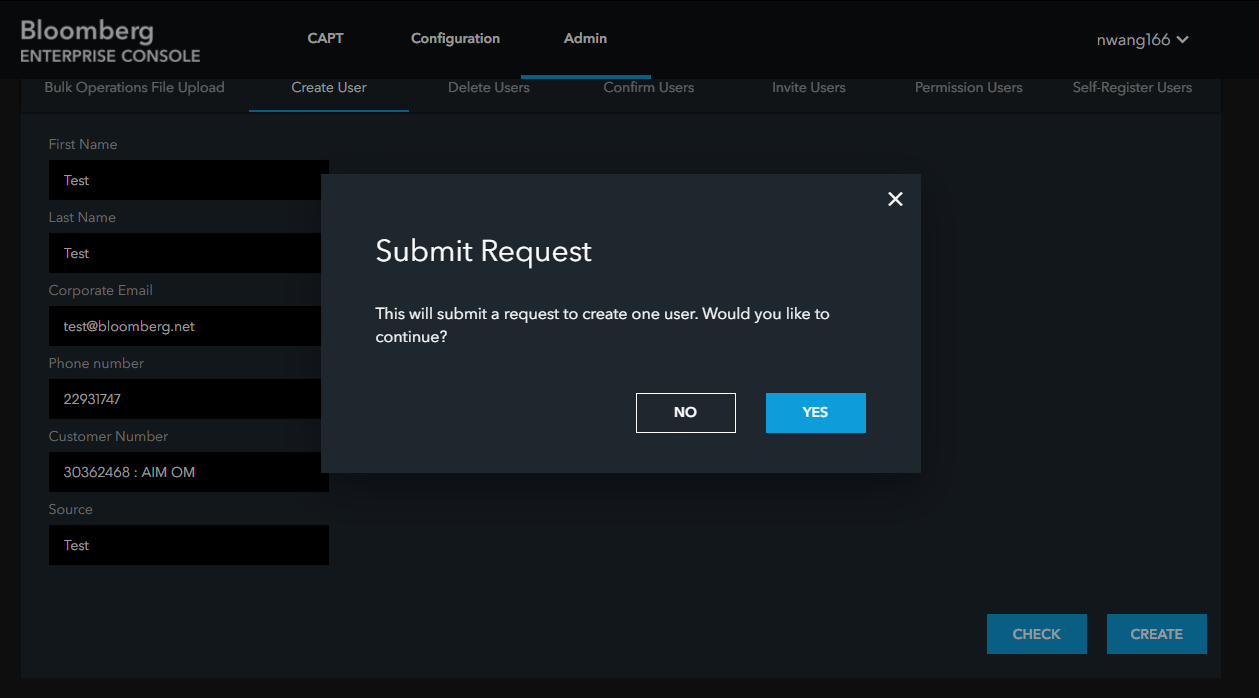 Bloomberg
ENTERPRISE CONSOLE
CAPT
Configuration
Admin
nwang166
Bulk Operations File Upload
Create User
Delete Users
Confirm Users
Invite Users
Permission Users
Self-Register Users
First Name
Test
Last Name
Test
Corporate Email
test@bloomberg.net
Phone number
22931747
Customer Number
30362468 : AIM OM
Source
Test
Submit Request
This will submit a request to create one user. Would you like to
continue?
NO
YES
CHECK
CREATE